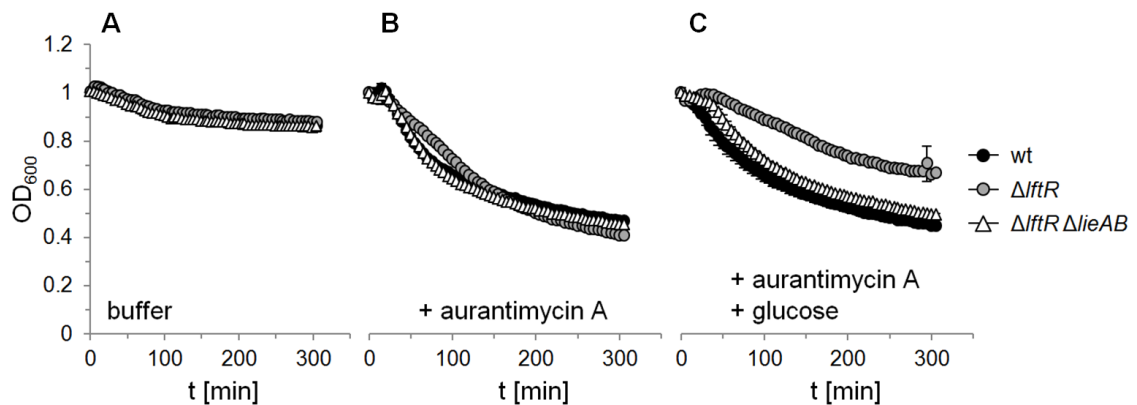 A B C
1.2
1
0.8
0.6
0.4
0.2
0
OD600
buffer
+ aurantimycin A
+ aurantimycin A
+ glucose
0 100 200 300
0 100 200 300
0 100 200 300
t [min]
t [min]
t [min]
wt
ΔlftR
ΔlftR ΔlieAB